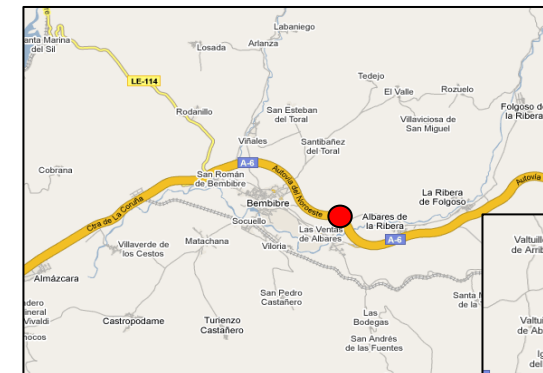 Labaniego
Santa Marina
del Sil
Losada
Arlanza
LE-114
Tedejo
El Valle
Rozuelo
Rodanillo
San Esteban
del Toral
Folgoso de
la Ribera
Villaviciosa de
San Miguel
Viñales
Santibañez
del Toral
A-6
Autovía del Noroeste
Autovía
Cobrana
San Román
de Bembibre
Bembibre
La Ribera
de Folgoso
Ctra de La Coruña
Socuello
Las Ventas
de Albares
Albares de
la Ribera
A-6
Villaverde de
los Cestos
Matachana
Viloria
Almázcara
San Pedro
Castañero
Castropodame
Turienzo
Castañero
Las
Bodegas
San Andrés
de las Fuentes